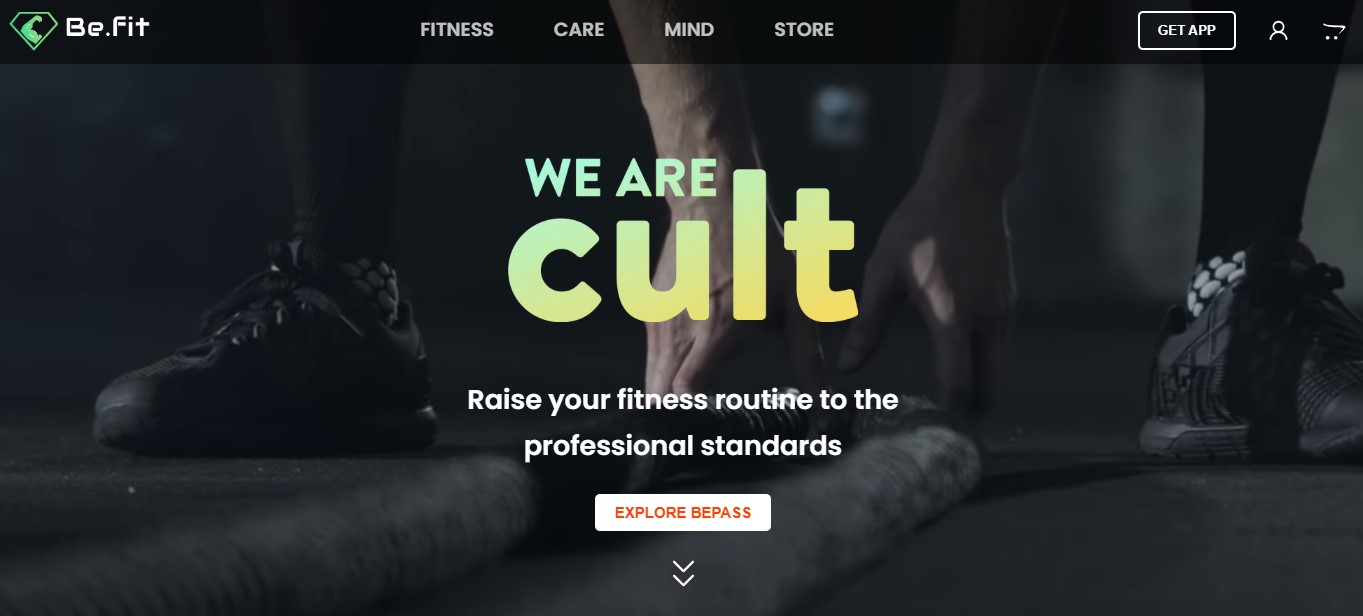 Be.Fit
FITNESS
CARE
MIND
STORE
GET APP
WE ARE
cult
Raise your fitness routine to the
professional standards
EXPLORE BEPASS